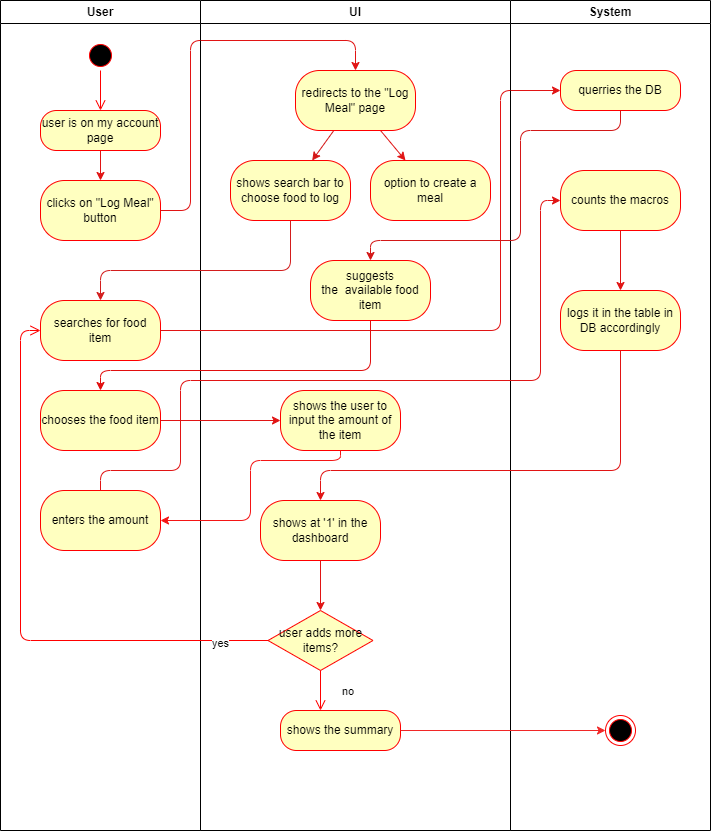 User
UI
System
redirects to the "Log
Meal" page
querries the DB
user is on my account
page
shows search bar to
choose food to log
option to create a
meal
clicks on "Log Meal"
button
counts the macros
suggests
the  available food
item
searches for food
item
logs it in the table in
DB accordingly
chooses the food item
shows the user to
input the amount of
the item
enters the amount
shows at '1' in the
dashboard
user adds more
items?
yes
no
shows the summary